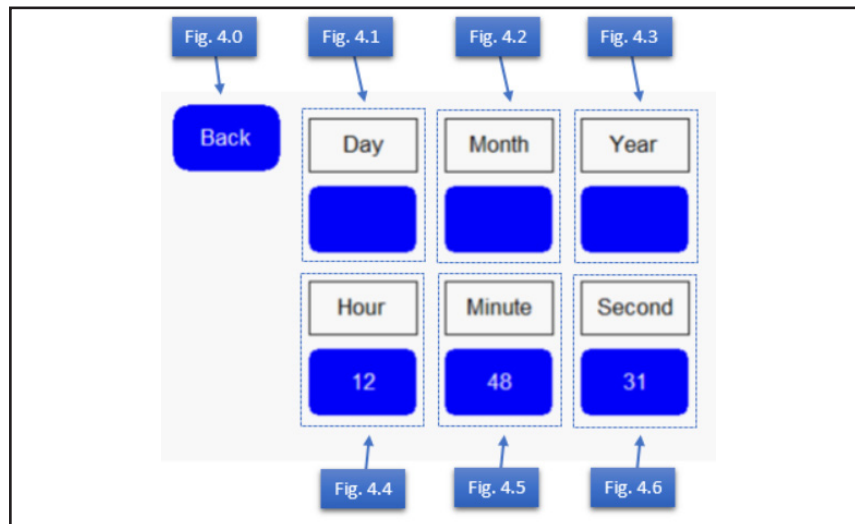 Fig. 4.0 Fig. 4.1 Fig. 4.2 Fig. 4.3
Back Day Month Year
Hour Minute Second
12 48 31
Fig. 4.4 Fig. 4.5 Fig. 4.6